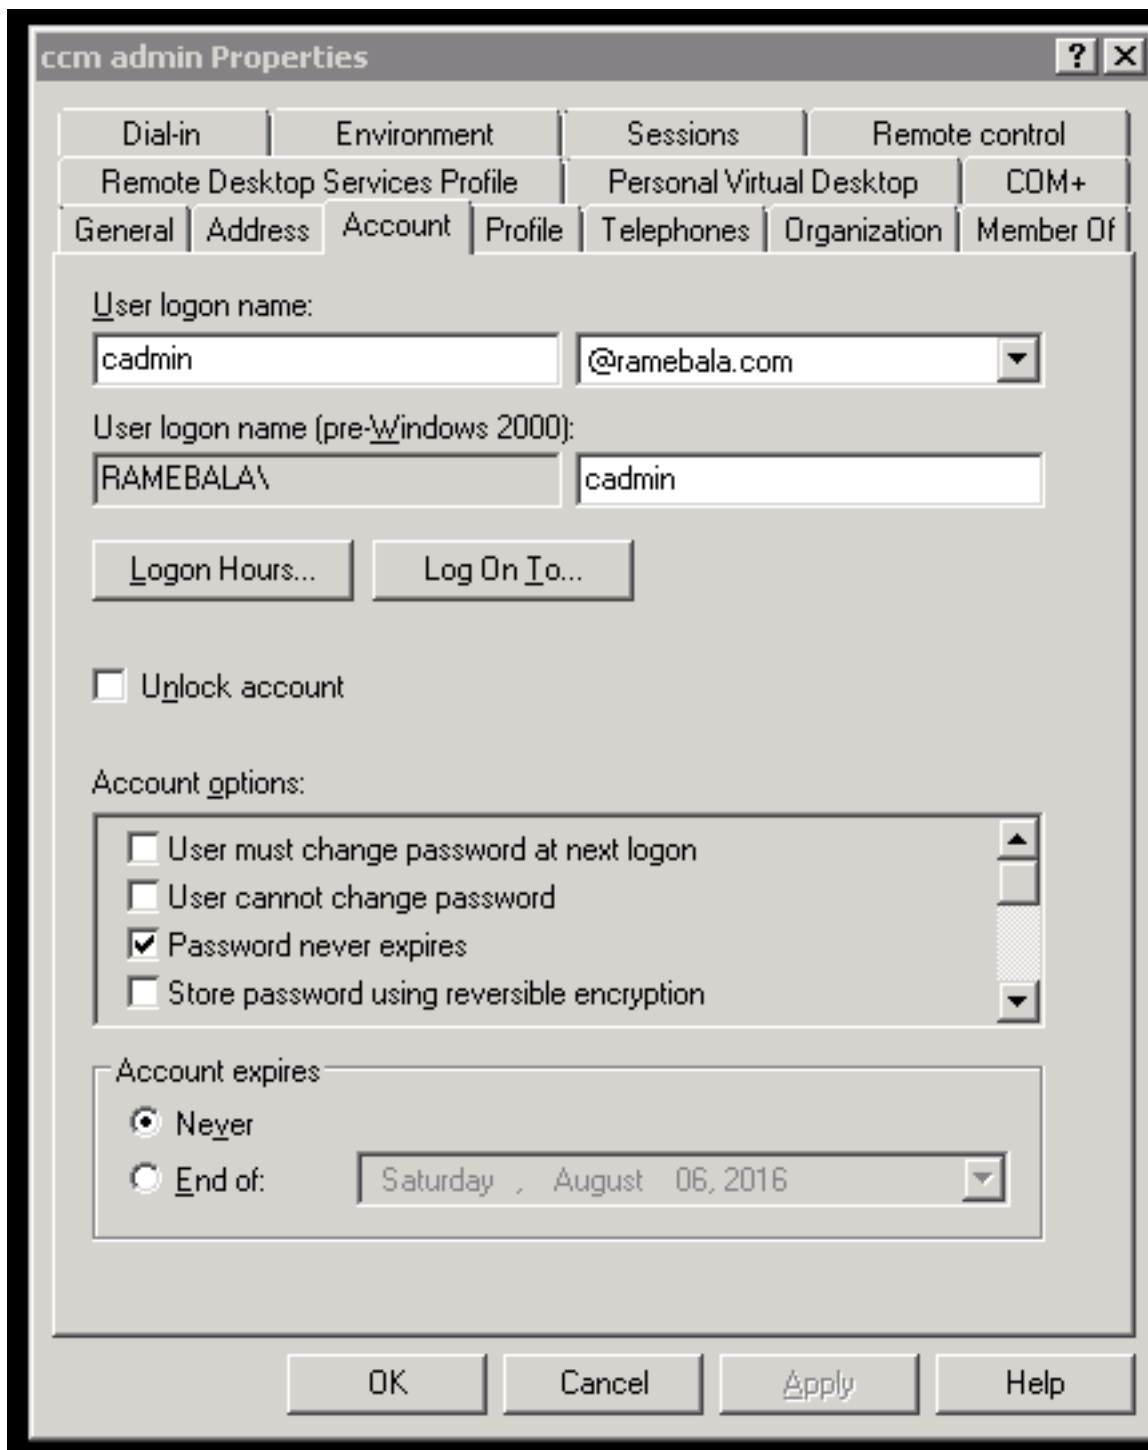 ccm admin Properties
Dial-in Environment Sessions Remote control
Remote Desktop Services Profile Personal Virtual Desktop COM+
General Address Account Profile Telephones Organization Member Of
User logon name:
cadmin @ramebala.com
User logon name (pre-Windows 2000):
RAMEBALA\ cadmin
Logon Hours... Log On To...
Unlock account
Account options:
User must change password at next logon
User cannot change password
Password never expires
Store password using reversible encryption
Account expires
Never
End of: Saturday , August 06, 2016
OK Cancel Apply Help